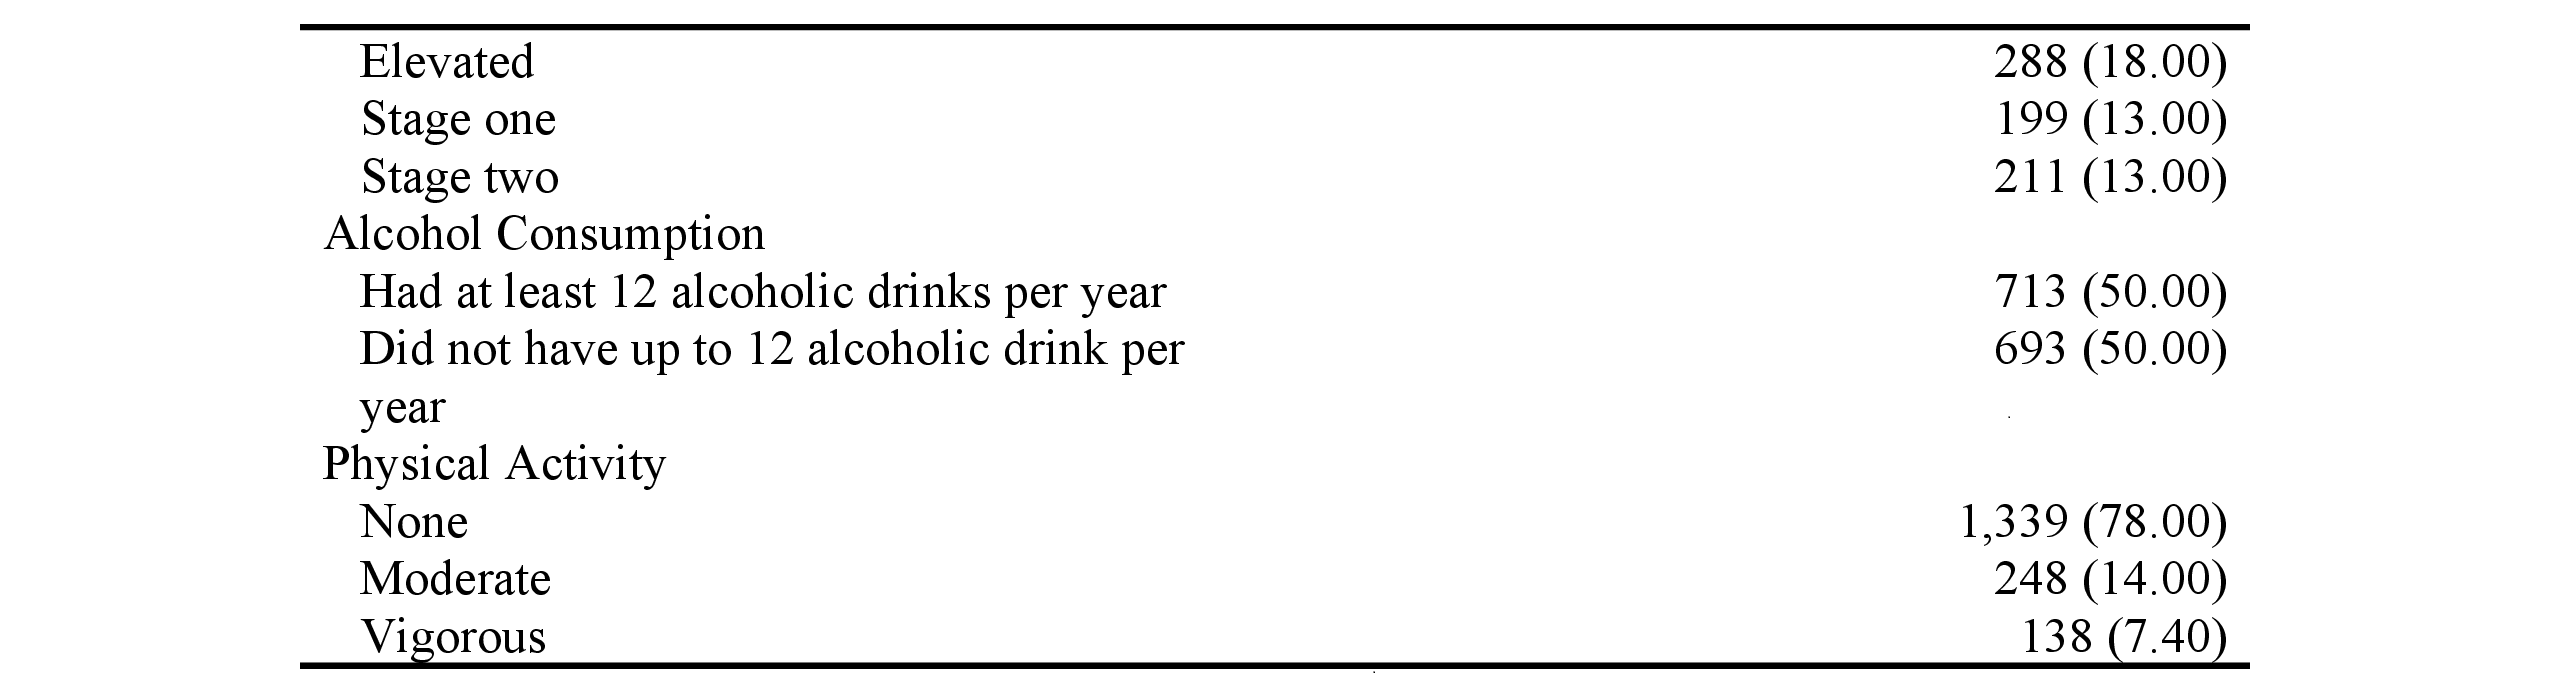 Elevated 288 (18.00)
Stage one 199 (13.00)
Stage two 211 (13.00)
Alcohol Consumption
Had at least 12 alcoholic drinks per year 713 (50.00)
Did not have up to 12 alcoholic drink per 693 (50.00)
year
Physical Activity
None 1,339 (78.00)
Moderate 248 (14.00)
Vigorous 138 (7.40)